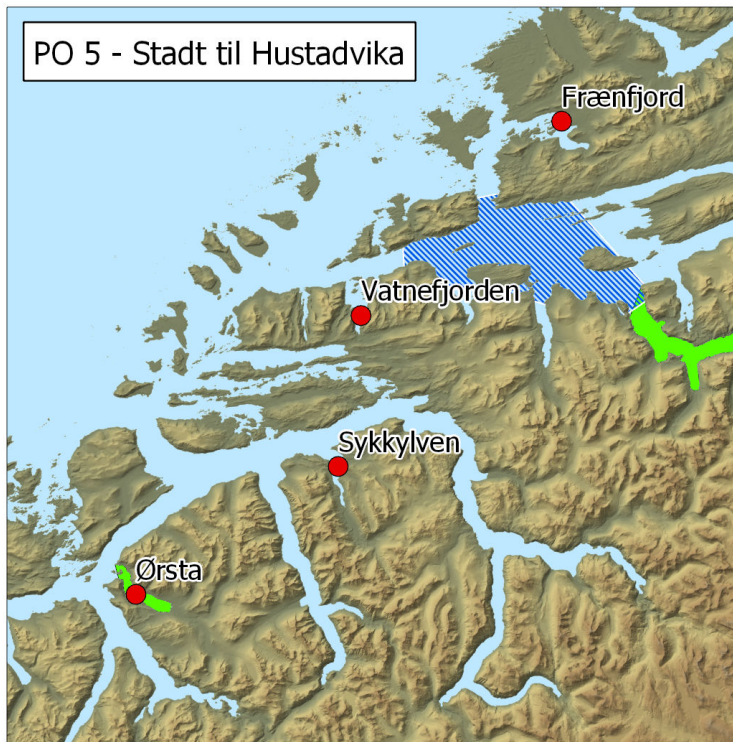 PO 5 - Stadt til Hustadvika
Frænfjord
Vatnefjorden
Sykkylven
Ørsta